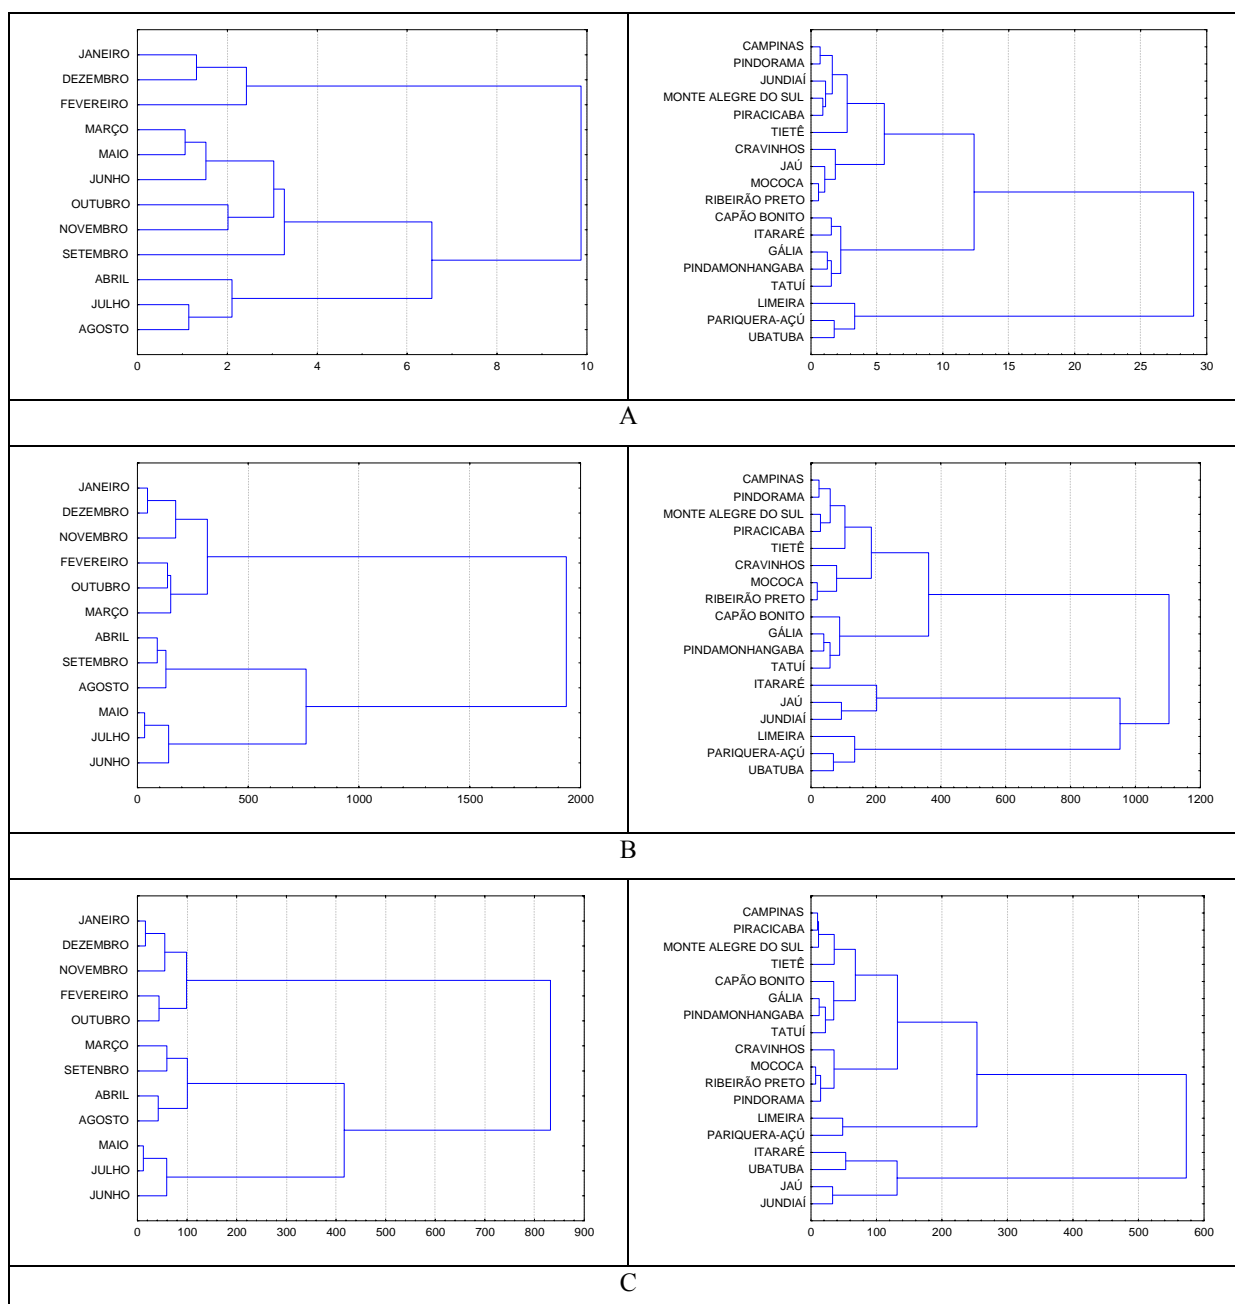 JANEIRO
DEZEMBRO
FEVEREIRO
MARÇO
MAIO
JUNHO
OUTUBRO
NOVEMBRO
SETEMBRO
ABRIL
JULHO
AGOSTO
0 2 4 6 8 10
CAMPINAS
PINDORAMA
JUNDIAÍ
MONTE ALEGRE DO SUL
PIRACICABA
TIETÊ
CRAVINHOS
JAÚ
MOCOCA
RIBEIRÃO PRETO
CAPÃO BONITO
ITARARÉ
GÁLIA
PINDAMONHANGABA
TATUÍ
LIMEIRA
PARIQUERA-AÇÚ
UBATUBA
0 5 10 15 20 25 30
A
JANEIRO
DEZEMBRO
NOVEMBRO
FEVEREIRO
OUTUBRO
MARÇO
ABRIL
SETEMBRO
AGOSTO
MAIO
JULHO
JUNHO
0 500 1000 1500 2000
CAMPINAS
PINDORAMA
MONTE ALEGRE DO SUL
PIRACICABA
TIETÊ
CRAVINHOS
MOCOCA
RIBEIRÃO PRETO
CAPÃO BONITO
GÁLIA
PINDAMONHANGABA
TATUÍ
ITARARÉ
JAÚ
JUNDIAÍ
LIMEIRA
PARIQUERA-AÇÚ
UBATUBA
0 200 400 600 800 1000 1200
B
JANEIRO
DEZEMBRO
NOVEMBRO
FEVEREIRO
OUTUBRO
MARÇO
SETENBRO
ABRIL
AGOSTO
MAIO
JULHO
JUNHO
0 100 200 300 400 500 600 700 800 900
CAMPINAS
PIRACICABA
MONTE ALEGRE DO SUL
TIETÊ
CAPÃO BONITO
GÁLIA
PINDAMONHANGABA
TATUÍ
CRAVINHOS
MOCOCA
RIBEIRÃO PRETO
PINDORAMA
LIMEIRA
PARIQUERA-AÇÚ
ITARARÉ
UBATUBA
JAÚ
JUNDIAÍ
0 100 200 300 400 500 600
C